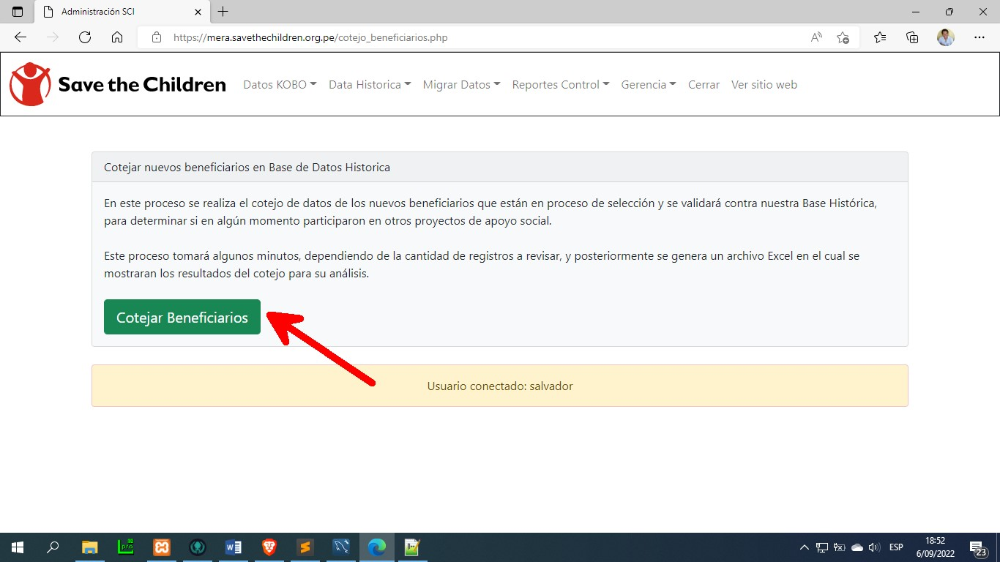 Administración SCI
https://mera.savethechildren.org.pe/cotejo_beneficiarios.php
Save the Children Datos KOBO Data Historica Migrar Datos Reportes Control Gerencia Cerrar Ver sitio web
Cotejar nuevos beneficiarios en Base de Datos Historica
En este proceso se realiza el cotejo de datos de los nuevos beneficiarios que están en proceso de selección y se validará contra nuestra Base Histórica,
para determinar si en algún momento participaron en otros proyectos de apoyo social.
Este proceso tomará algunos minutos, dependiendo de la cantidad de registros a revisar, y posteriormente se genera un archivo Excel en el cual se
mostraran los resultados del cotejo para su análisis.
Cotejar Beneficiarios
Usuario conectado: salvador
ESP
18:52
6/09/2022
23